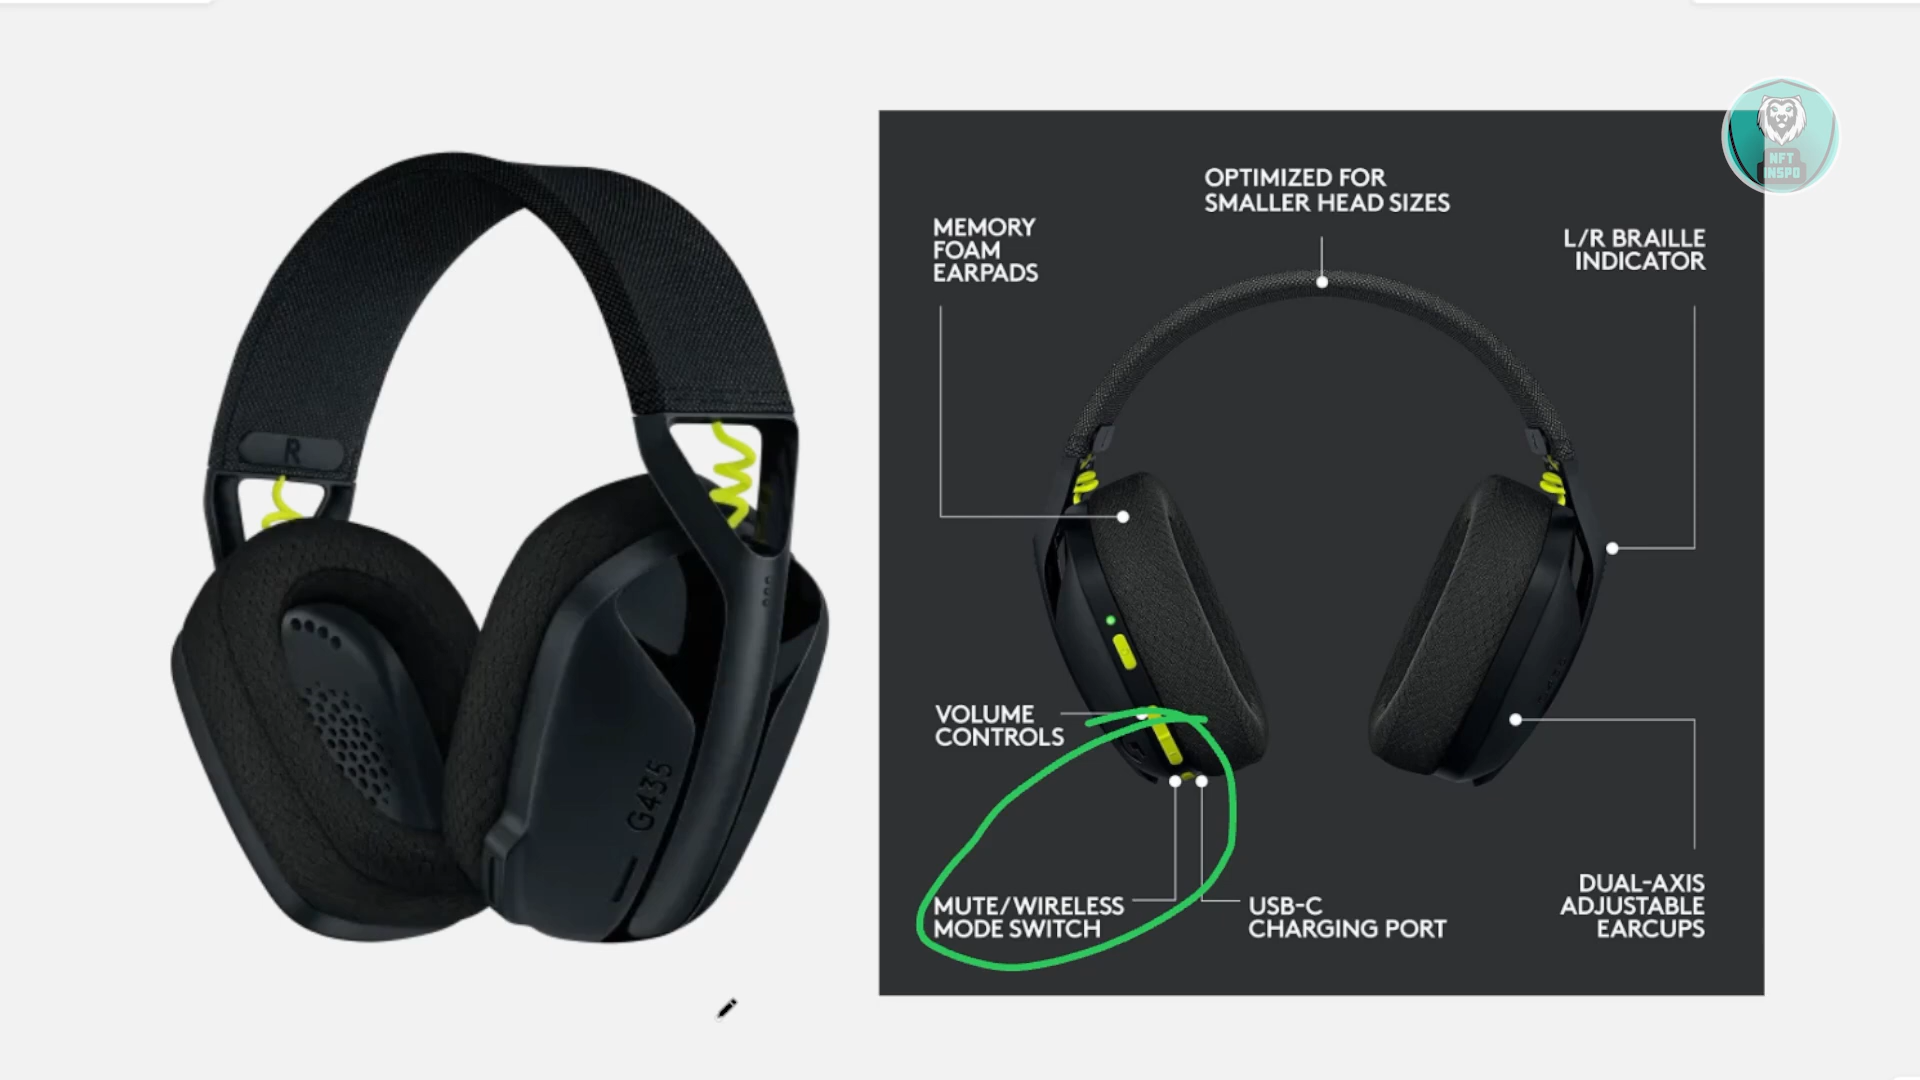 NFT
INSPO
OPTIMIZED FOR
SMALLER HEAD SIZES
MEMORY
FOAM
EARPADS
L/R BRAILLE
INDICATOR
R
G435
VOLUME
CONTROLS
MUTE/WIRELESS
MODE SWITCH
USB-C
CHARGING PORT
DUAL-AXIS
ADJUSTABLE
EARCUPS